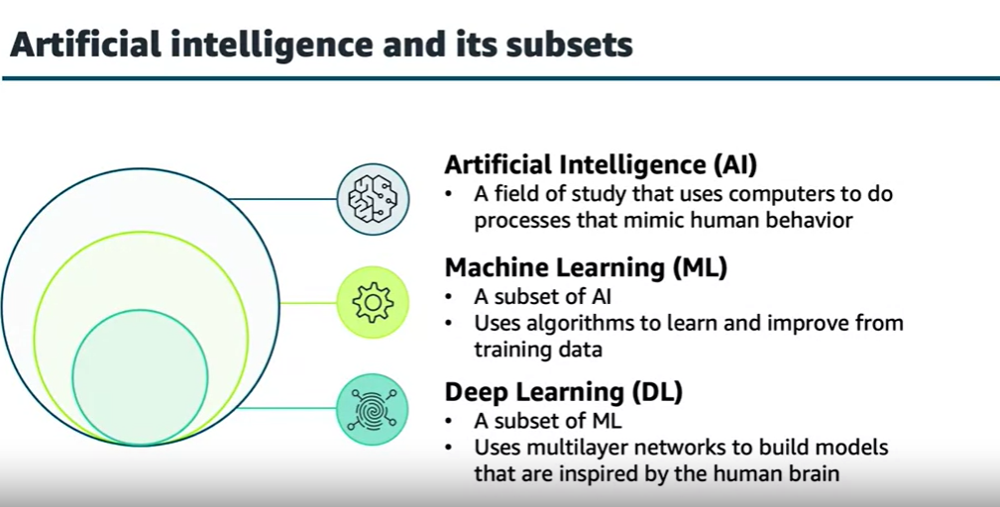 Artificial intelligence and its subsets
Artificial Intelligence (AI)
• A field of study that uses computers to do
processes that mimic human behavior
Machine Learning (ML)
• A subset of AI
• Uses algorithms to learn and improve from
training data
Deep Learning (DL)
• A subset of ML
• Uses multilayer networks to build models
that are inspired by the human brain